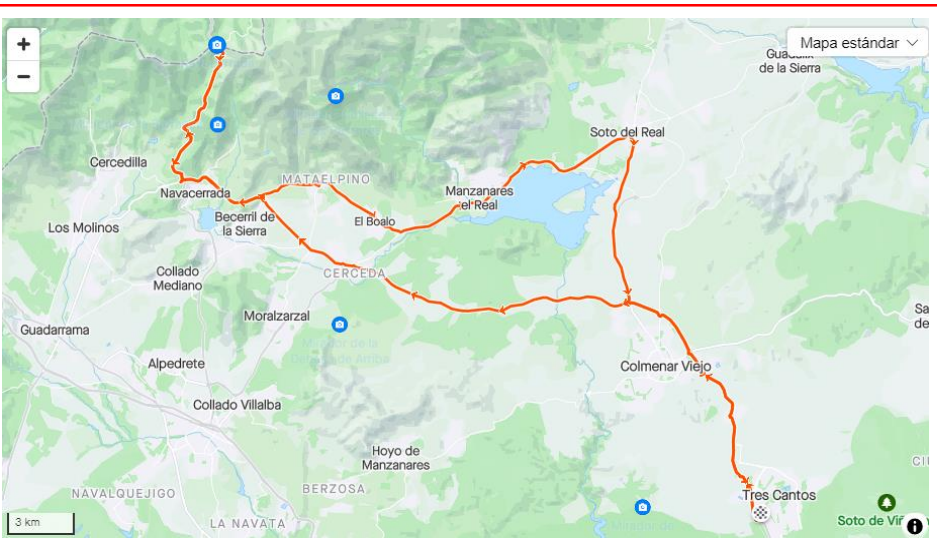 +
−
Mapa estándar
Guadalix
de la Sierra
Soto del Real
Cercedilla
MATAELPINO
Navacerrada
Manzanares
el Real
Becerril de
la Sierra
El Boalo
Los Molinos
Collado
Mediano
CERCEDA
Moralzarzal
Guadarrama
Alpedrete
Colmenar Viejo
Collado Villalba
Hoyo de
Manzanares
NAVALQUEJIGO
BERZOSA
Tres Cantos
3 km
LA NAVATA
Soto de